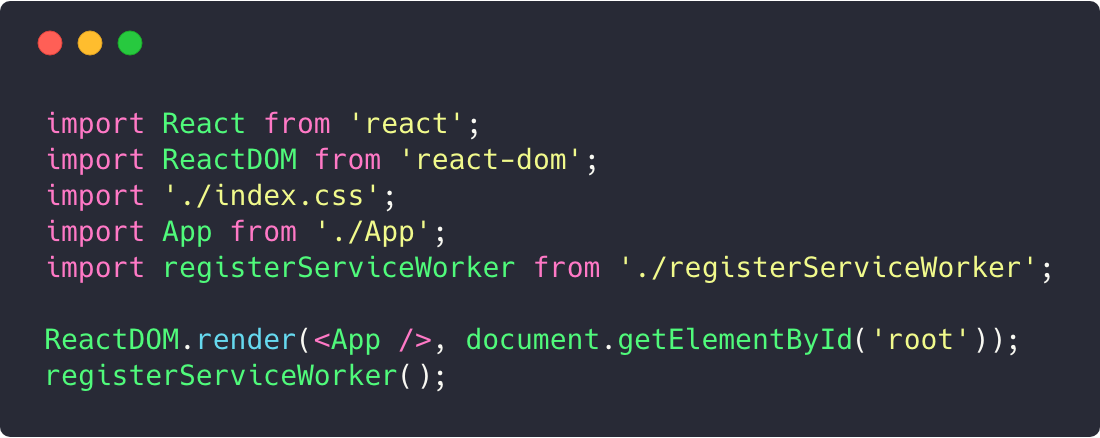 import React from 'react';
import ReactDOM from 'react-dom';
import './index.css';
import App from './App';
import registerServiceWorker from './registerServiceWorker';

ReactDOM.render(<App />, document.getElementById('root'));
registerServiceWorker();